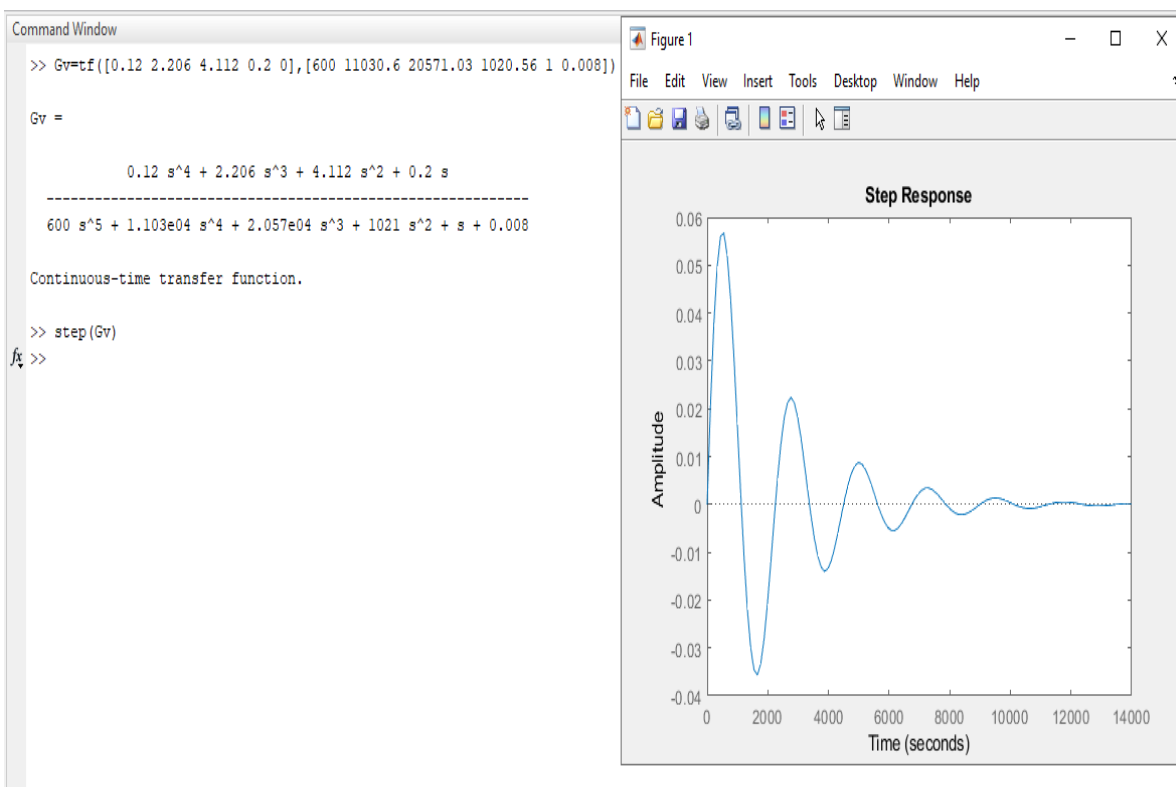 Command Window
>> Gv=tf([0.12 2.206 4.112 0.2 0],[600 11030.6 20571.03 1020.56 1 0.008])
Gv =
0.12 s^4 + 2.206 s^3 + 4.112 s^2 + 0.2 s
------------------------------------------------------------
600 s^5 + 1.103e04 s^4 + 2.057e04 s^3 + 1021 s^2 + s + 0.008
Continuous-time transfer function.
>> step(Gv)
fx >>
Figure 1
File Edit View Insert Tools Desktop Window Help
Step Response
0.06
0.05
0.04
0.03
0.02
0.01
0
-0.01
-0.02
-0.03
-0.04
Amplitude
0 2000 4000 6000 8000 10000 12000 14000
Time (seconds)